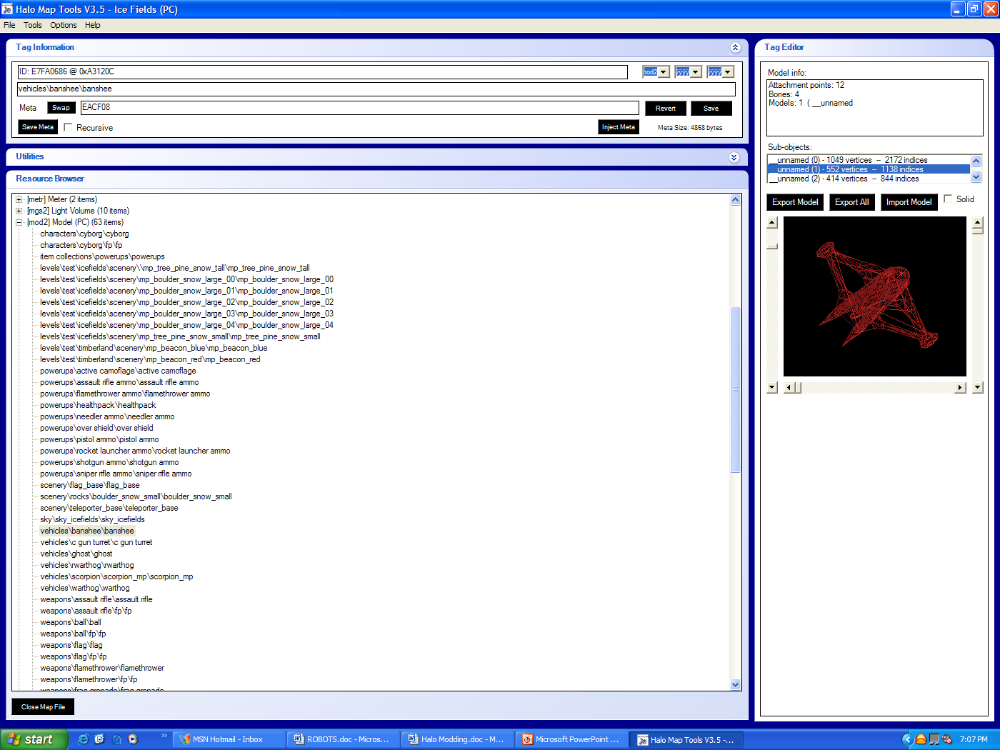 Halo Map Tools V3.5 - Ice Fields (PC)
File Tools Options Help
Tag Information
ID: E7FA0686 @ 0xA3120C
mod2 ÿÿÿÿ ÿÿÿÿ
vehicles\banshee\banshee
Meta Swap EACF08 Revert Save
Save Meta Recursive Inject Meta Meta Size: 4868 bytes
Utilities
Resource Browser
[metr] Meter (2 items)
[mgs2] Light Volume (10 items)
[mod2] Model (PC) (63 items)
characters\cyborg\cyborg
characters\cyborg\fp\fp
item collections\powerups\powerups
levels\test\icefields\scenery\\mp_tree_pine_snow_tall\mp_tree_pine_snow_tall
levels\test\icefields\scenery\mp_boulder_snow_large_00\mp_boulder_snow_large_00
levels\test\icefields\scenery\mp_boulder_snow_large_01\mp_boulder_snow_large_01
levels\test\icefields\scenery\mp_boulder_snow_large_02\mp_boulder_snow_large_02
levels\test\icefields\scenery\mp_boulder_snow_large_03\mp_boulder_snow_large_03
levels\test\icefields\scenery\mp_boulder_snow_large_04\mp_boulder_snow_large_04
levels\test\icefields\scenery\mp_tree_pine_snow_small\mp_tree_pine_snow_small
levels\test\timberland\scenery\mp_beacon_blue\mp_beacon_blue
levels\test\timberland\scenery\mp_beacon_red\mp_beacon_red
powerups\active camoflage\active camoflage
powerups\assault rifle ammo\assault rifle ammo
powerups\flamethrower ammo\flamethrower ammo
powerups\healthpack\healthpack
powerups\needler ammo\needler ammo
powerups\over shield\over shield
powerups\pistol ammo\pistol ammo
powerups\rocket launcher ammo\rocket launcher ammo
powerups\shotgun ammo\shotgun ammo
powerups\sniper rifle ammo\sniper rifle ammo
scenery\flag_base\flag_base
scenery\rocks\boulder_snow_small\boulder_snow_small
scenery\teleporter_base\teleporter_base
sky\sky_icefields\sky_icefields
vehicles\banshee\banshee
vehicles\c gun turret\c gun turret
vehicles\ghost\ghost
vehicles\rwarthog\rwarthog
vehicles\scorpion\scorpion_mp\scorpion_mp
vehicles\warthog\warthog
weapons\assault rifle\assault rifle
weapons\assault rifle\fp\fp
weapons\ball\ball
weapons\ball\fp\fp
weapons\flag\flag
weapons\flag\fp\fp
weapons\flamethrower\flamethrower
weapons\flamethrower\fp\fp
weapons\frag grenade\frag grenade
Close Map File
Tag Editor
Model info:
Attachment points: 12
Bones: 4
Models: 1 ( __unnamed
Sub-objects:
__unnamed (0) - 1049 vertices -- 2172 indices
__unnamed (1) - 552 vertices -- 1138 indices
__unnamed (2) - 414 vertices -- 844 indices
Export Model Export All Import Model Solid
start MSN Hotmail - Inbox ROBOTS.doc - Micros... Halo Modding.doc - M... Microsoft PowerPoint ... Halo Map Tools V3.5 -... 7:07 PM